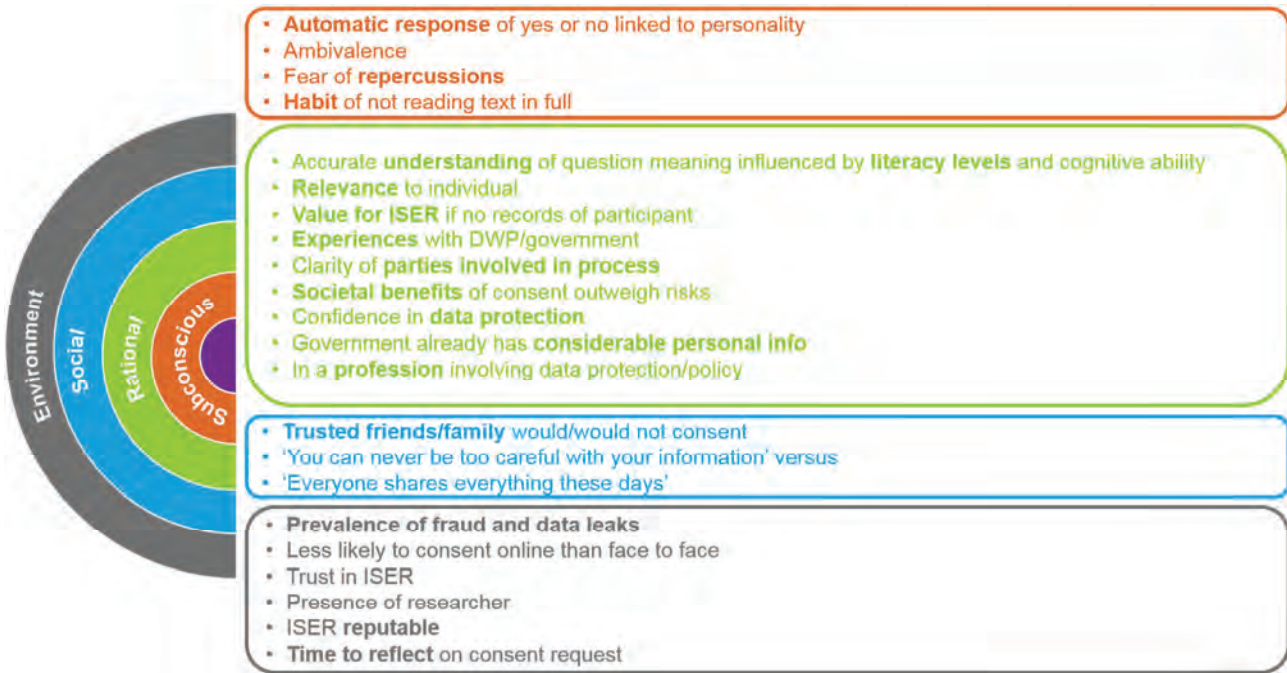 • Automatic response of yes or no linked to personality
• Ambivalence
• Fear of repercussions
• Habit of not reading text in full
• Accurate understanding of question meaning influenced by literacy levels and cognitive ability
• Relevance to individual
• Value for ISER if no records of participant
• Experiences with DWP/government
• Clarity of parties involved in process
• Societal benefits of consent outweigh risks
• Confidence in data protection
• Government already has considerable personal info
• In a profession involving data protection/policy
• Trusted friends/family would/would not consent
• 'You can never be too careful with your information' versus
• 'Everyone shares everything these days'
• Prevalence of fraud and data leaks
• Less likely to consent online than face to face
• Trust in ISER
• Presence of researcher
• ISER reputable
• Time to reflect on consent request
Environment
Social
Rational
Subconscious